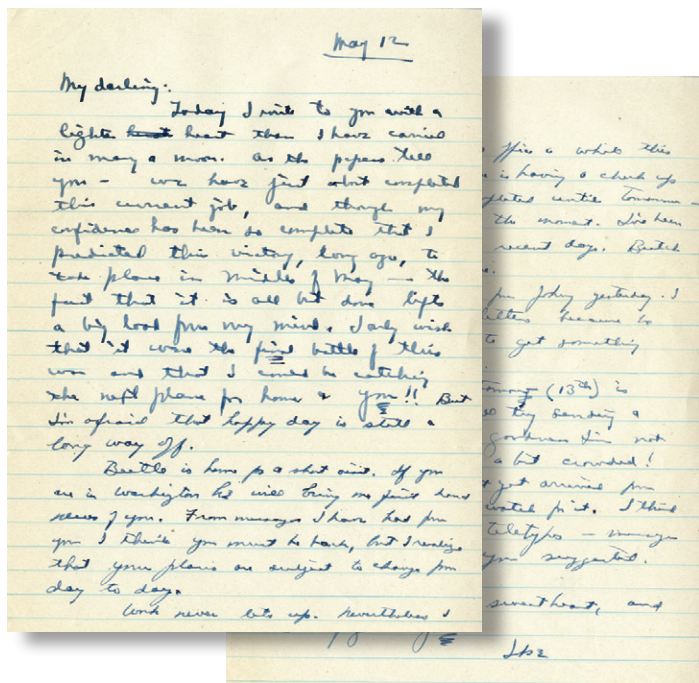 May 12
My darling:
Today I write to you with a
lighter heart than I have carried
in many a moon. As the papers tell
you - we have just about completed
this current job, and though my
confidence has been so complete that I
predicted this victory, long ago, to
take place in middle of May - the
fact that it is all but done lifts
a big load from my mind. I only wish
that it were the final battle of this
war and that I could be catching
the next plane for home & you!! But
I'm afraid that happy day is still a
long way off.
Beetle is home for a short visit. If you
are in Washington he will bring me first hand
news of you. From messages I have had from
you I think you must be back, but I realize
that your plans are subject to change from
day to day.
Work never lets up. Nevertheless I
office a while this
is having a check up
until tomorrow -
the moment. I've been
recent days. Butch
from Johnny yesterday. I
letters because he
to get something
(13th) is
try sending a
goodness I'm not
a bit crowded!
get arrived from
watch for it. I think
teletypes - messages
you suggested.
sweetheart, and
Ike